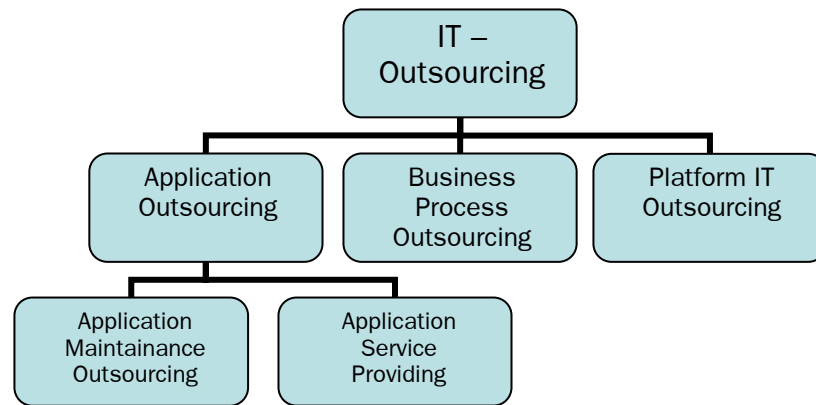 IT –
Outsourcing
Application
Outsourcing
Business
Process
Outsourcing
Platform IT
Outsourcing
Application
Maintainance
Outsourcing
Application
Service
Providing